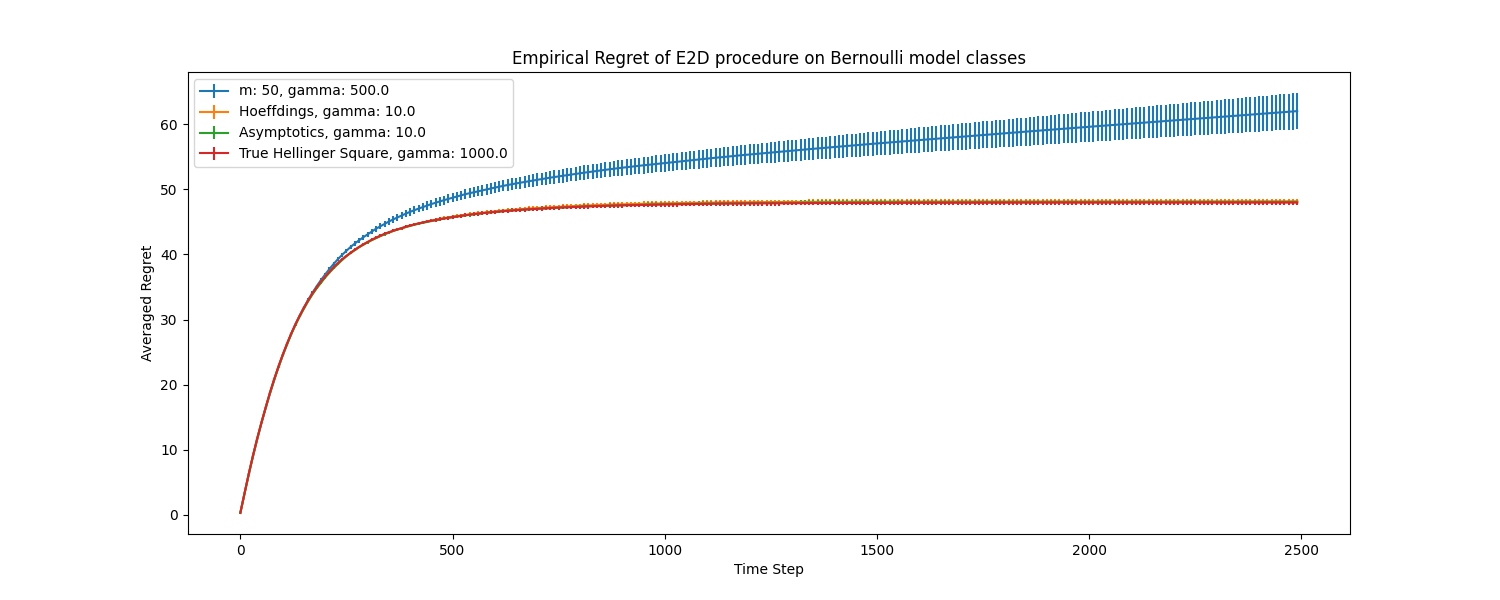 Empirical Regret of E2D procedure on Bernoulli model classes
m: 50, gamma: 500.0
Hoeffdings, gamma: 10.0
Asymptotics, gamma: 10.0
True Hellinger Square, gamma: 1000.0
Averaged Regret
60
50
40
30
20
10
0
0 500 1000 1500 2000 2500
Time Step